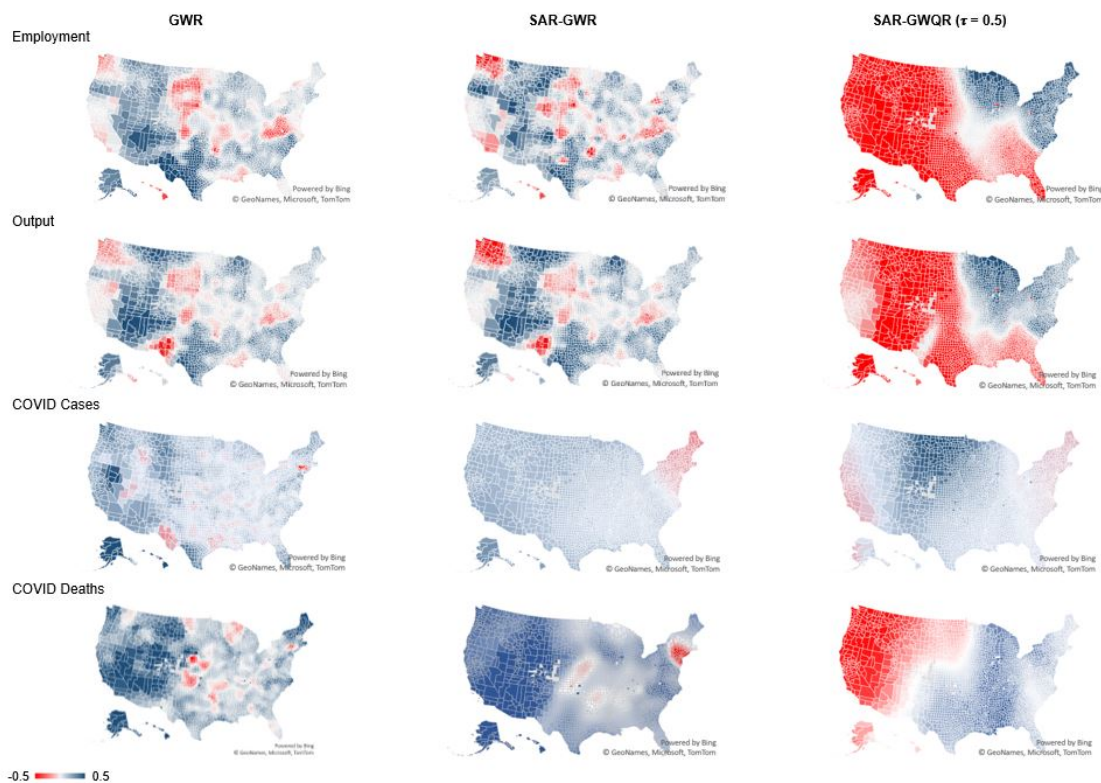 GWR SAR-GWR SAR-GWQR (τ = 0.5)
Employment
Powered by Bing Powered by Bing Powered by Bing
© GeoNames, Microsoft, TomTom © GeoNames, Microsoft, TomTom © GeoNames, Microsoft, TomTom
Output
Powered by Bing Powered by Bing Powered by Bing
© GeoNames, Microsoft, TomTom © GeoNames, Microsoft, TomTom © GeoNames, Microsoft, TomTom
COVID Cases
Powered by Bing Powered by Bing Powered by Bing
© GeoNames, Microsoft, TomTom © GeoNames, Microsoft, TomTom © GeoNames, Microsoft, TomTom
COVID Deaths
Powered by Bing Powered by Bing Powered by Bing
© GeoNames, Microsoft, TomTom © GeoNames, Microsoft, TomTom © GeoNames, Microsoft, TomTom
-0.5 0.5